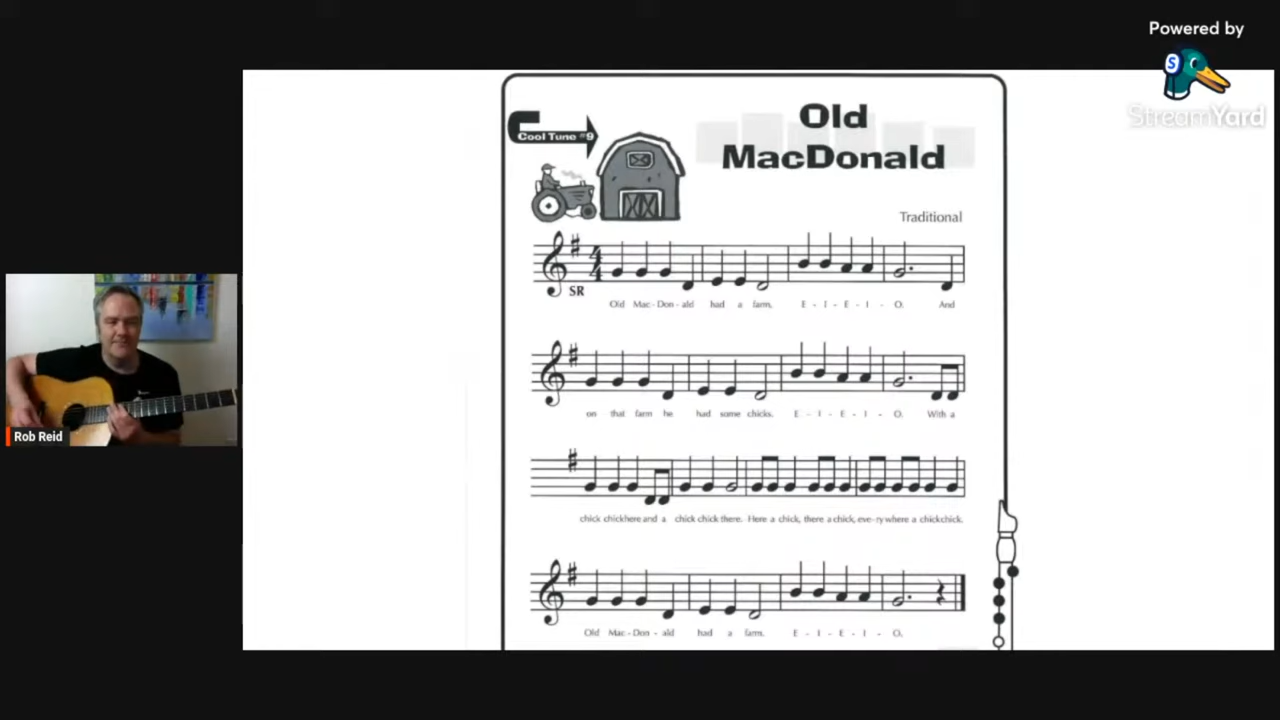 Powered by
StreamYard
Cool Tune #9
Old
MacDonald
Traditional
SR
Old Mac - Don - ald had a farm, E - I - E - I - O. And
on that farm he had some chicks. E - I - E - I - O. With a
chick chick here and a chick chick there. Here a chick, there a chick, eve - ry where a chick chick.
Old Mac - Don - ald had a farm. E - I - E - I - O.
Rob Reid